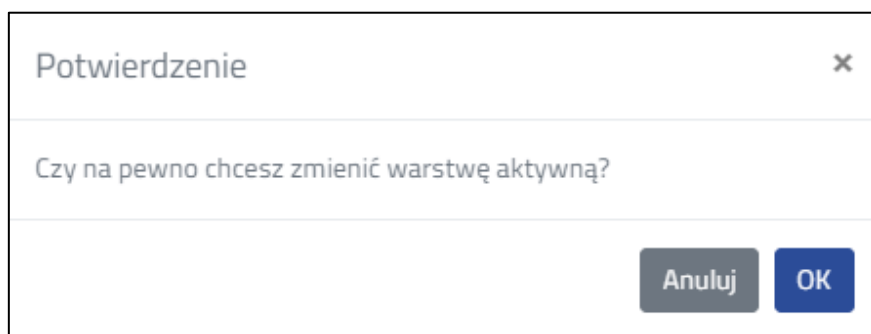 Potwierdzenie
Czy na pewno chcesz zmienić warstwę aktywną?
Anuluj OK